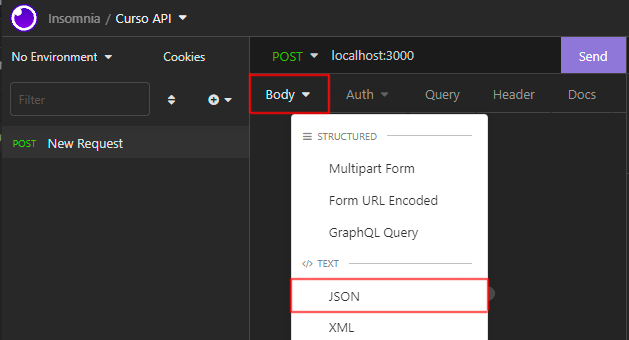 Insomnia / Curso API
No Environment Cookies
POST localhost:3000 Send
Filter
Body Auth Query Header Docs
POST New Request
STRUCTURED
Multipart Form
Form URL Encoded
GraphQL Query
</> TEXT
JSON
XML